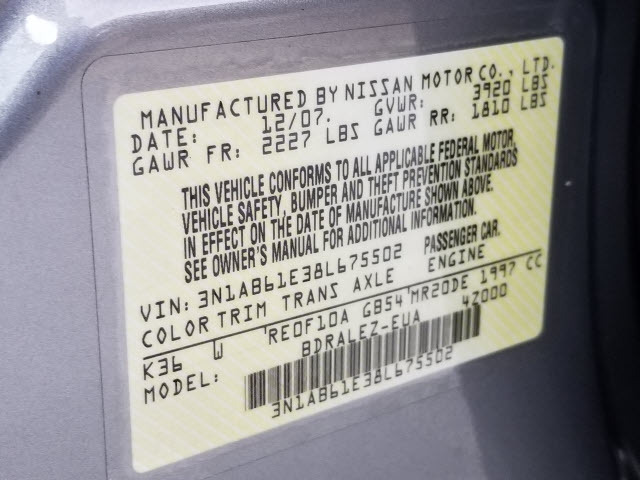 MANUFACTURED BY NISSAN MOTOR CO., LTD.
DATE: 12/07. GVWR: 3920 LBS
GAWR FR: 2227 LBS GAWR RR: 1810 LBS
THIS VEHICLE CONFORMS TO ALL APPLICABLE FEDERAL MOTOR
VEHICLE SAFETY, BUMPER AND THEFT PREVENTION STANDARDS
IN EFFECT ON THE DATE OF MANUFACTURE SHOWN ABOVE.
SEE OWNER'S MANUAL FOR ADDITIONAL INFORMATION.
VIN: 3N1AB61E38L675502 PASSENGER CAR.
COLOR TRIM TRANS AXLE ENGINE
K36 W 'RE0F10A GB54 'MR20DE 1997 CC
MODEL: BDRALEZ-EUA 4Z000
3N1AB61E38L675502